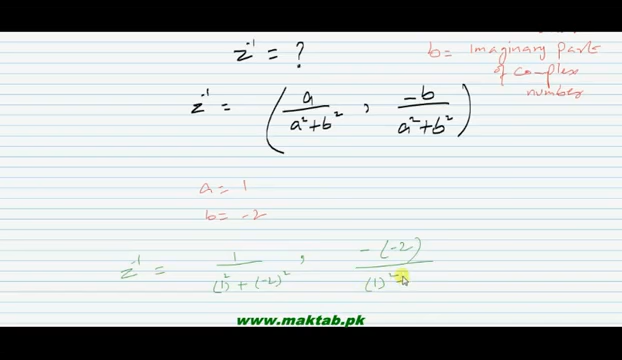 z⁻¹ = ?
b = Imaginary Part
of complex
number
z⁻¹ = ( a / (a² + b²) , -b / (a² + b²) )
a = 1
b = -2
z⁻¹ = 1 / ((1)² + (-2)²) , -(-2) / (1)²
www.maktab.pk